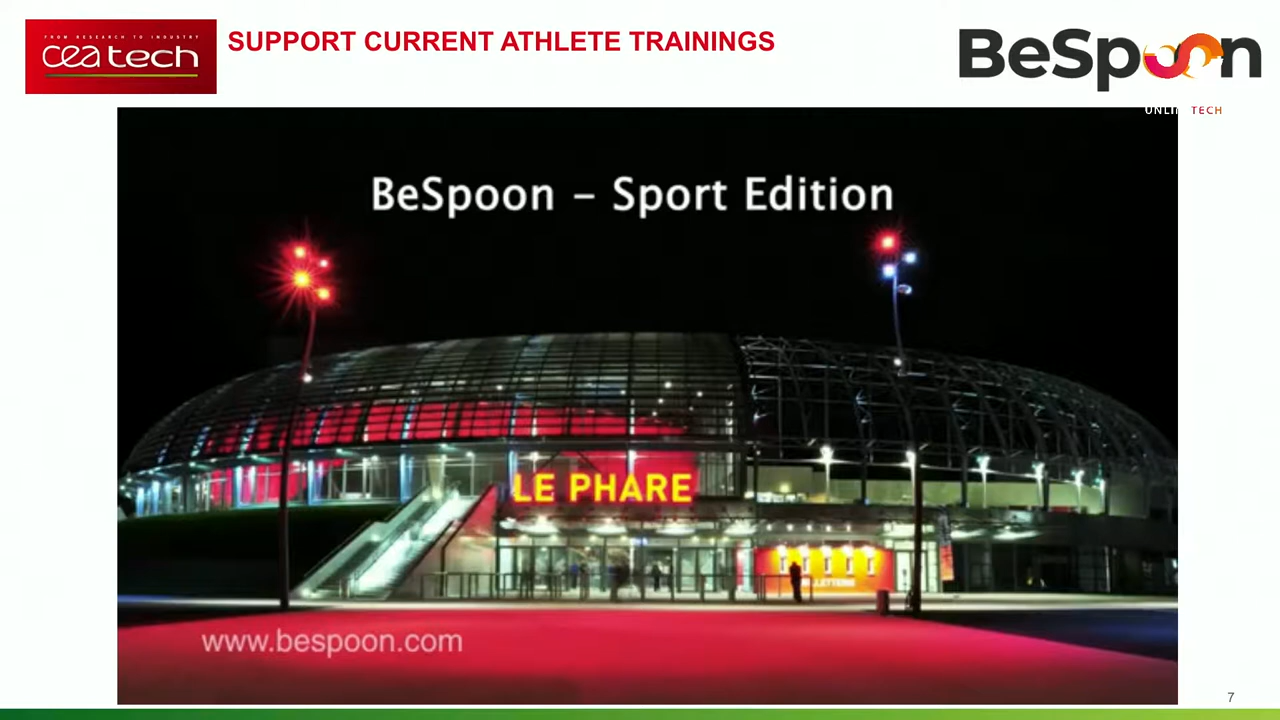 FROM RESEARCH TO INDUSTRY
cea tech
SUPPORT CURRENT ATHLETE TRAININGS
BeSpoon
TECH
BeSpoon – Sport Edition
LE PHARE
www.bespoon.com
7